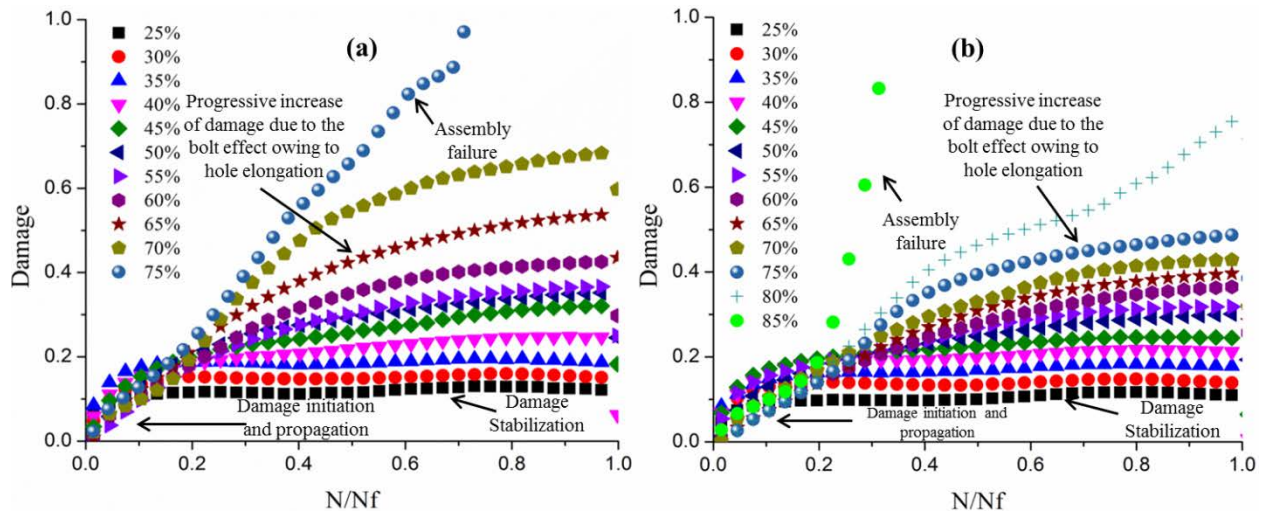 (a)
Damage
1.0
0.8
0.6
0.4
0.2
0.0
25%
30%
35%
40%
45%
50%
55%
60%
65%
70%
75%
Progressive increase
of damage due to the
bolt effect owing to
hole elongation
Assembly
failure
Damage initiation
and propagation
Damage
Stabilization
0.0 0.2 0.4 0.6 0.8 1.0
N/Nf
(b)
Damage
1.0
0.8
0.6
0.4
0.2
0.0
25%
30%
35%
40%
45%
50%
55%
60%
65%
70%
75%
80%
85%
Progressive increase
of damage due to the
bolt effect owing to
hole elongation
Assembly
failure
Damage initiation and
propagation
Damage
Stabilization
0.0 0.2 0.4 0.6 0.8 1.0
N/Nf